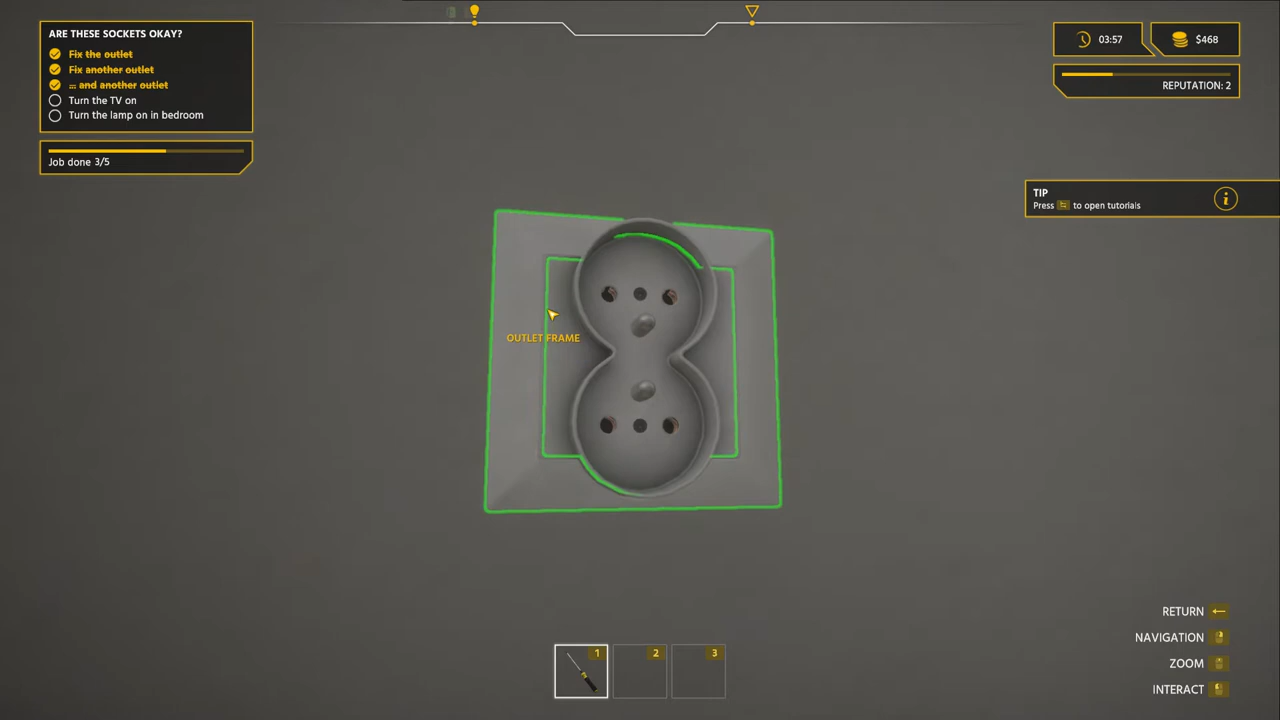 ARE THESE SOCKETS OKAY?
Fix the outlet
Fix another outlet
... and another outlet
Turn the TV on
Turn the lamp on in bedroom
Job done 3/5
03:57
$468
REPUTATION: 2
TIP
Press to open tutorials
OUTLET FRAME
1
2
3
RETURN
NAVIGATION
ZOOM
INTERACT